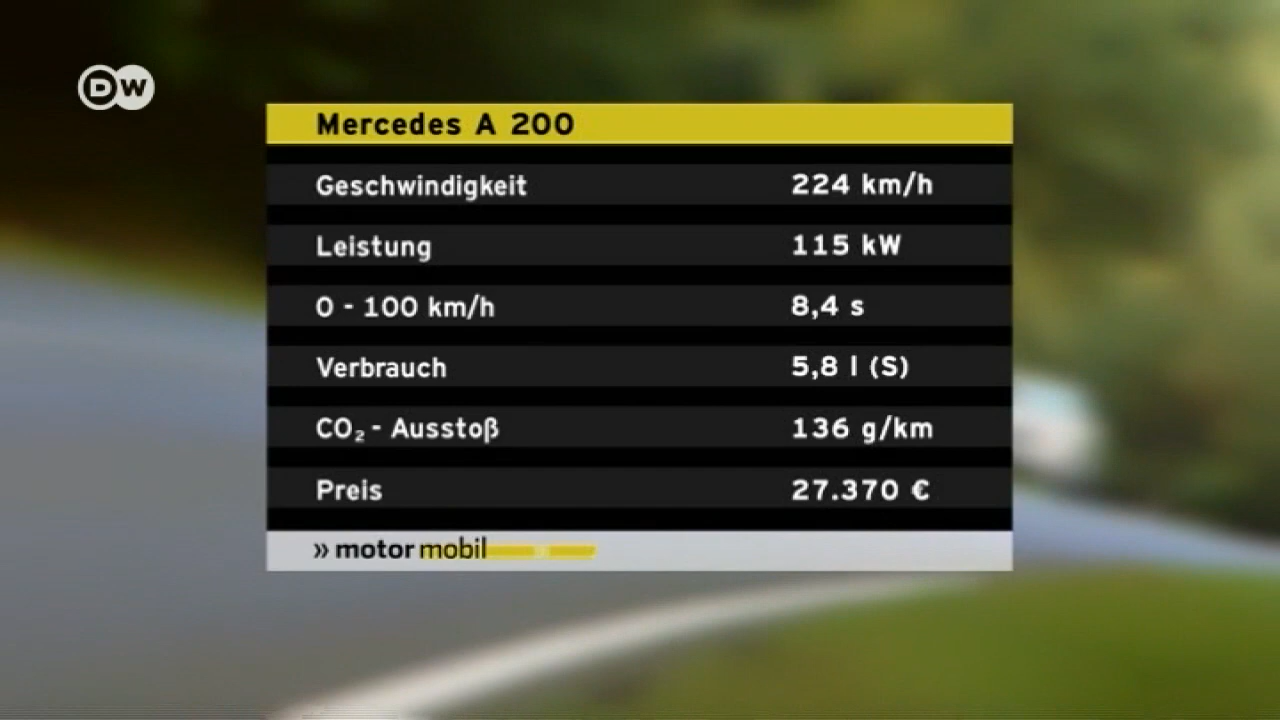 DW
Mercedes A 200
Geschwindigkeit 224 km/h
Leistung 115 kW
0 - 100 km/h 8,4 s
Verbrauch 5,8 l (S)
CO₂ - Ausstoß 136 g/km
Preis 27.370 €
» motor mobil